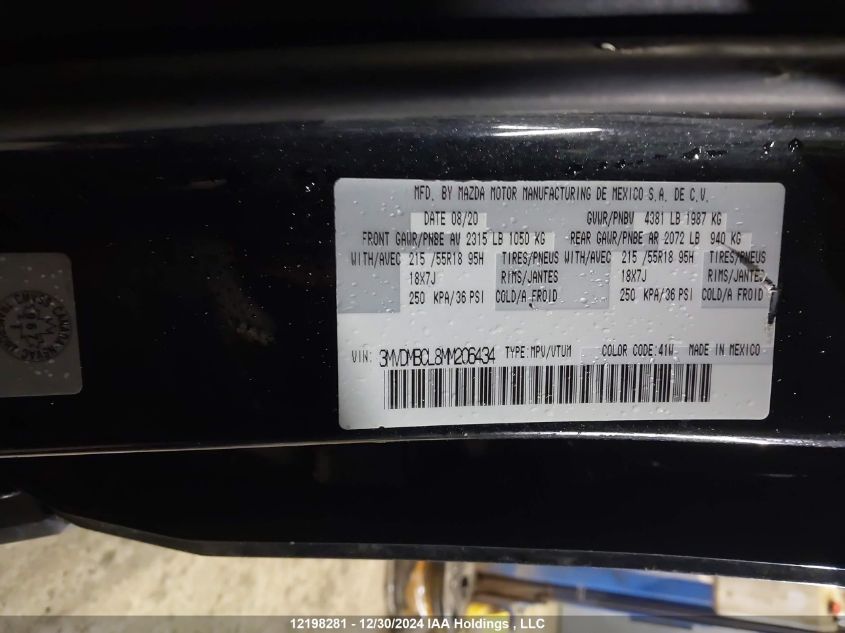 MFD. BY MAZDA MOTOR MANUFACTURING DE MEXICO S.A. DE C.V.
DATE 08/20 GVWR/PNBV 4381 LB 1987 KG
FRONT GAWR/PNBE AV 2315 LB 1050 KG REAR GAWR/PNBE AR 2072 LB 940 KG
WITH/AVEC 215 /55R18 95H TIRES/PNEUS WITH/AVEC 215 /55R18 95H TIRES/PNEUS
18X7J RIMS/JANTES 18X7J RIMS/JANTES
250 KPA/36 PSI COLD/A FROID 250 KPA/36 PSI COLD/A FROID
VIN: 3MVDMBCL8MM206434 TYPE:MPV/VTUM COLOR CODE:41W MADE IN MEXICO
12198281 - 12/30/2024 IAA Holdings , LLC